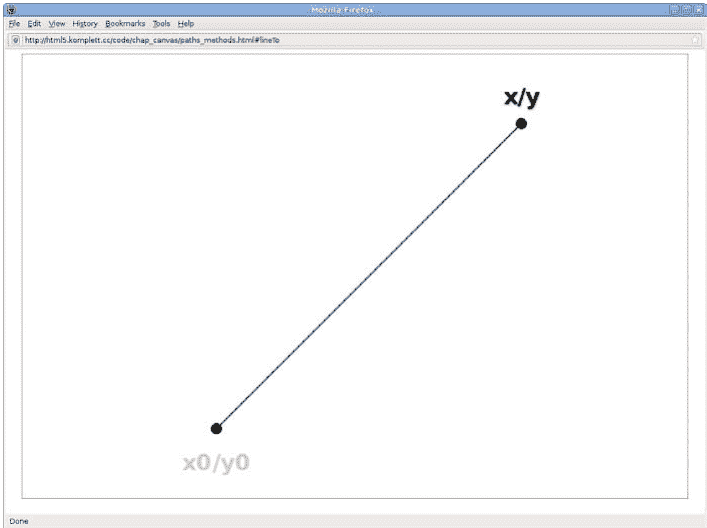 Mozilla Firefox
File Edit View History Bookmarks Tools Help
http://html5.komplett.cc/code/chap_canvas/paths_methods.html#lineTo
x/y
x0/y0
Done